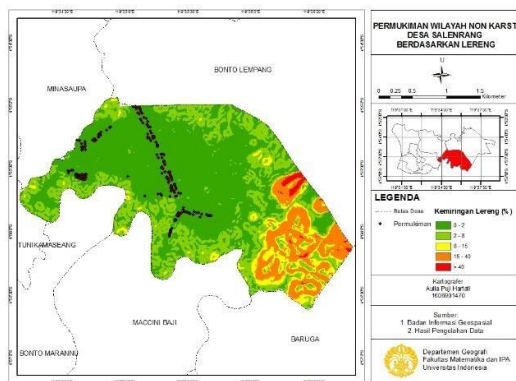 PERMUKIMAN WILAYAH NON KARST
DESA SALENRANG
BERDASARKAN LERENG
U
0 0.25 0.5 1 1.5
Kilometer
BONTO LEMPANG
MINASAUPA
TUNIKAMASEANG
MACCINI BAJI
BARUGA
BONTO MARANNU
LEGENDA
Batas Desa
Permukiman
Kemiringan Lereng (%)
0 - 2
2 - 8
8 - 15
15 - 40
> 40
Kartografer
Aulia Puji Hartati
Sumber:
1. Badan Informasi Geospasial
2. Hasil Pengolahan Data
Departemen Geografi
Fakultas Matematika dan IPA
Universitas Indonesia